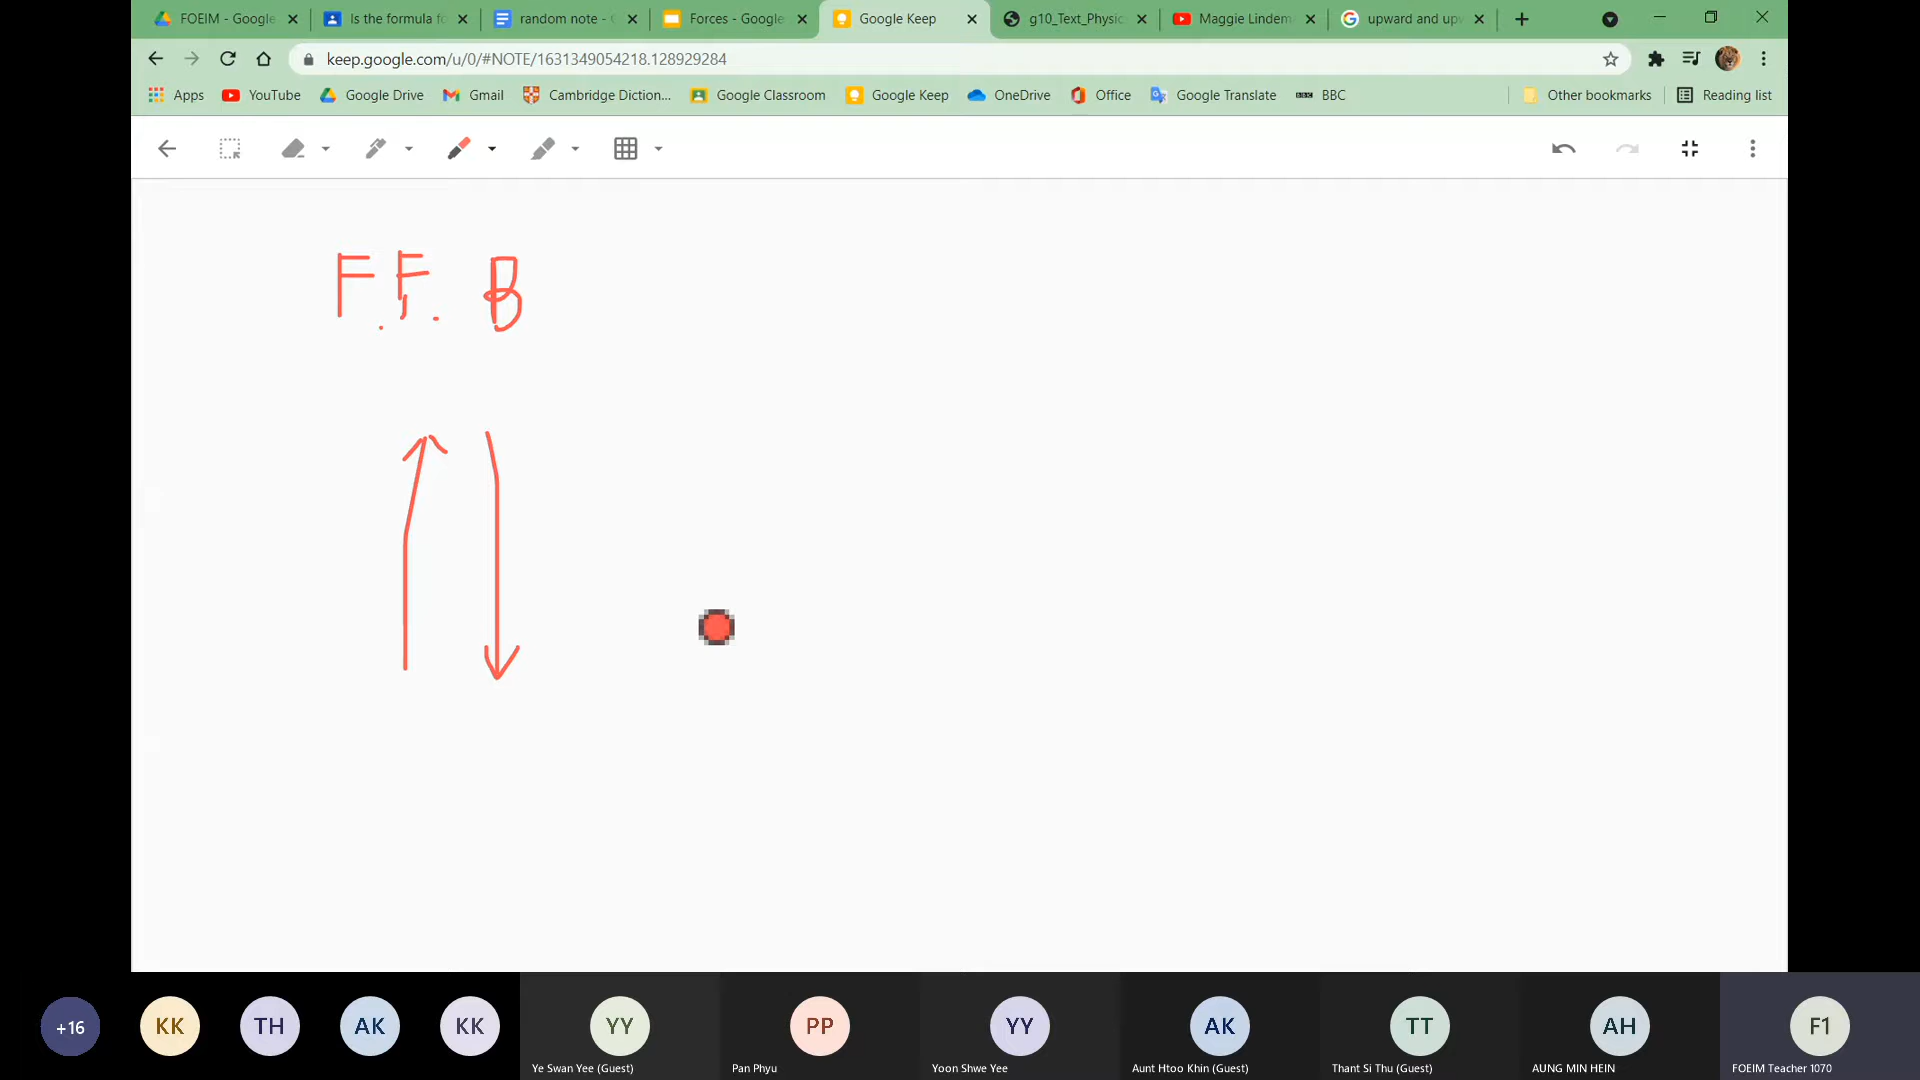 FOEIM - Google
Is the formula fo
random note - G
Forces - Google
Google Keep
g10_Text_Physic
Maggie Lindem
upward and upv
keep.google.com/u/0/#NOTE/1631349054218.128929284
Apps
YouTube
Google Drive
Gmail
Cambridge Diction...
Google Classroom
Google Keep
OneDrive
Office
Google Translate
BBC
Other bookmarks
Reading list
F.F. B
+16
KK
TH
AK
KK
YY
PP
YY
AK
TT
AH
F1
Ye Swan Yee (Guest)
Pan Phyu
Yoon Shwe Yee
Aunt Htoo Khin (Guest)
Thant Si Thu (Guest)
AUNG MIN HEIN
FOEIM Teacher 1070